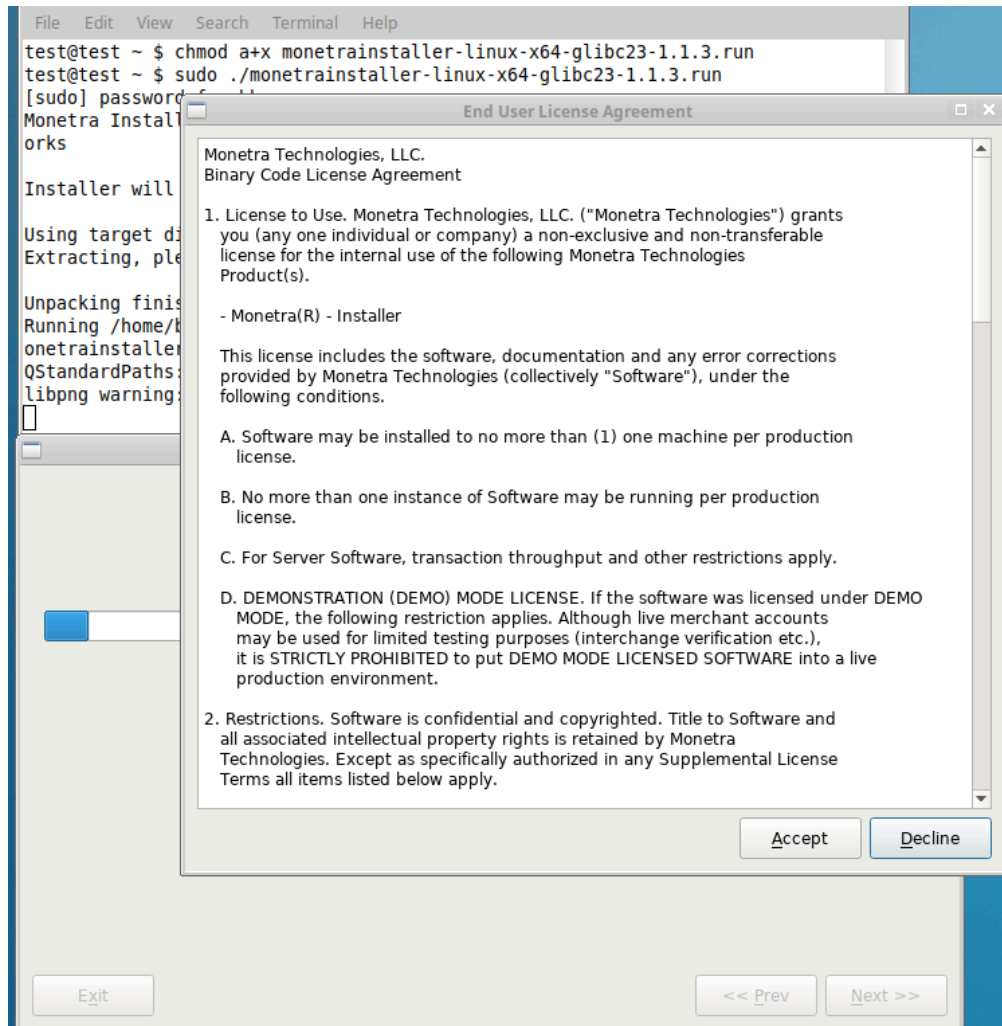 File Edit View Search Terminal Help
test@test ~ $ chmod a+x monetrainstaller-linux-x64-glibc23-1.1.3.run
test@test ~ $ sudo ./monetrainstaller-linux-x64-glibc23-1.1.3.run
[sudo] password
Monetra Install
orks
Installer will
Using target di
Extracting, ple
Unpacking finis
Running /home/b
onetrainstaller
QStandardPaths:
libpng warning:
End User License Agreement
Monetra Technologies, LLC.
Binary Code License Agreement
1. License to Use. Monetra Technologies, LLC. ("Monetra Technologies") grants
you (any one individual or company) a non-exclusive and non-transferable
license for the internal use of the following Monetra Technologies
Product(s).
- Monetra(R) - Installer
This license includes the software, documentation and any error corrections
provided by Monetra Technologies (collectively "Software"), under the
following conditions.
A. Software may be installed to no more than (1) one machine per production
license.
B. No more than one instance of Software may be running per production
license.
C. For Server Software, transaction throughput and other restrictions apply.
D. DEMONSTRATION (DEMO) MODE LICENSE. If the software was licensed under DEMO
MODE, the following restriction applies. Although live merchant accounts
may be used for limited testing purposes (interchange verification etc.),
it is STRICTLY PROHIBITED to put DEMO MODE LICENSED SOFTWARE into a live
production environment.
2. Restrictions. Software is confidential and copyrighted. Title to Software and
all associated intellectual property rights is retained by Monetra
Technologies. Except as specifically authorized in any Supplemental License
Terms all items listed below apply.
Accept Decline
Exit << Prev Next >>